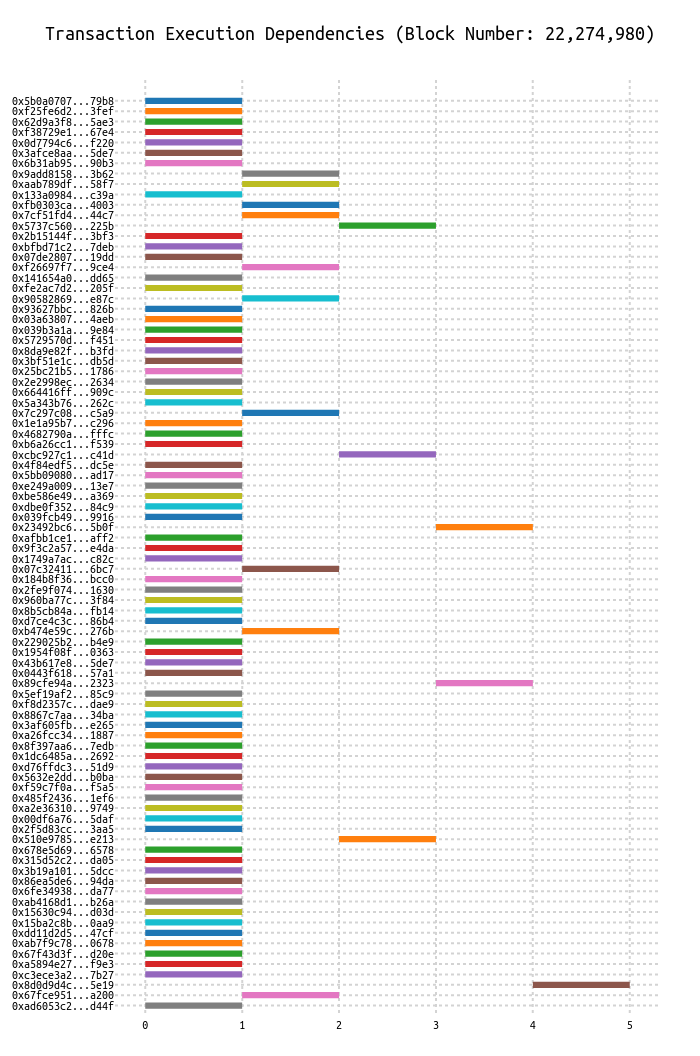 Transaction Execution Dependencies (Block Number: 22,274,980)
0x5b0a0707...79b8
0xf25fe6d2...3fef
0x62d9a3f8...5ae3
0xf38729e1...67e4
0x0d7794c6...f220
0x3afce8aa...5de7
0x6b31ab95...90b3
0x9add8158...3b62
0xaab789df...58f7
0x133a0984...c39a
0xfb0303ca...4003
0x7cf51fd4...44c7
0x5737c560...225b
0x2b15144f...3bf3
0xbfbd71c2...7deb
0x07de2807...19dd
0xf26697f7...9ce4
0x141654a0...dd65
0xfe2ac7d2...205f
0x90582869...e87c
0x93627bbc...826b
0x03a63807...4aeb
0x039b3a1a...9e84
0x5729570d...f451
0x8da9e82f...b3fd
0x3bf51e1c...db5d
0x25bc21b5...1786
0x2e2998ec...2634
0x664416ff...909c
0x5a343b76...262c
0x7c297c08...c5a9
0x1e1a95b7...c296
0x4682790a...fffc
0xb6a26cc1...f539
0xcbc927c1...c41d
0x4f84edf5...dc5e
0x5bb09080...ad17
0xe249a009...13e7
0xbe586e49...a369
0xdbe0f352...84c9
0x039fcb49...9916
0x23492bc6...5b0f
0xafbb1ce1...aff2
0x9f3c2a57...e4da
0x1749a7ac...c82c
0x07c32411...6bc7
0x184b8f36...bcc0
0x2fe9f074...1630
0x960ba77c...3f84
0x8b5cb84a...fb14
0xd7ce4c3c...86b4
0xb474e59c...276b
0x229025b2...b4e9
0x1954f08f...0363
0x43b617e8...5de7
0x0443f618...57a1
0x89cfe94a...2323
0x5ef19af2...85c9
0xf8d2357c...dae9
0x8867c7aa...34ba
0x3af605fb...e265
0xa26fcc34...1887
0x8f397aa6...7edb
0x1dc6485a...2692
0xd76ffdc3...51d9
0x5632e2dd...b0ba
0xf59c7f0a...f5a5
0x485f2436...1ef6
0xa2e36310...9749
0x00df6a76...5daf
0x2f5d83cc...3aa5
0x510e9785...e213
0x678e5d69...6578
0x315d52c2...da05
0x3b19a101...5dcc
0x86ea5de6...94da
0x6fe34938...da77
0xab4168d1...b26a
0x15630c94...d03d
0x15ba2c8b...0aa9
0xdd11d2d5...47cf
0xab7f9c78...0678
0x67f43d3f...d20e
0xa5894e27...f9e3
0xc3ece3a2...7b27
0x8d0d9d4c...5e19
0x67fce951...a200
0xad6053c2...d44f
0 1 2 3 4 5